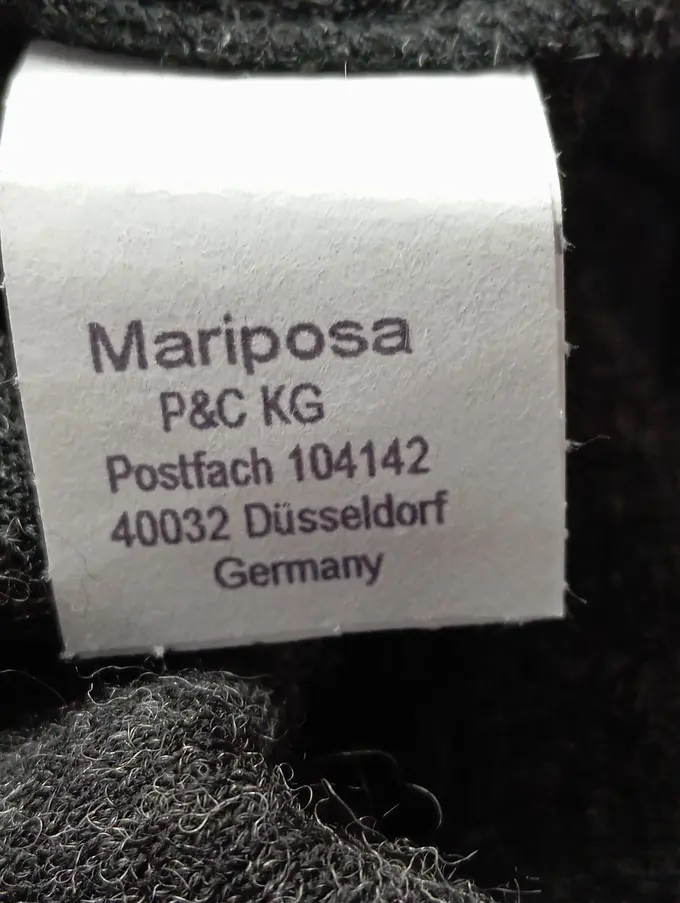 Mariposa
P&C KG
Postfach 104142
40032 Düsseldorf
Germany